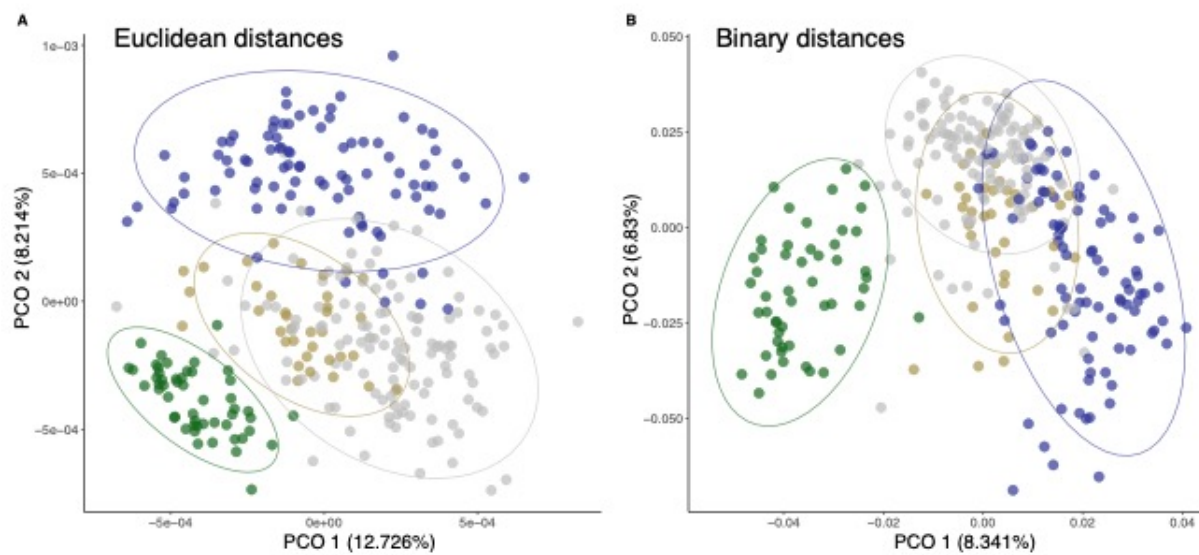 A
Euclidean distances
1e-03
5e-04
0e+00
-5e-04
PCO 2 (8.214%)
-5e-04
0e+00
5e-04
PCO 1 (12.726%)
B
Binary distances
0.050
0.025
0.000
-0.025
-0.050
PCO 2 (6.83%)
-0.04
-0.02
0.00
0.02
0.04
PCO 1 (8.341%)